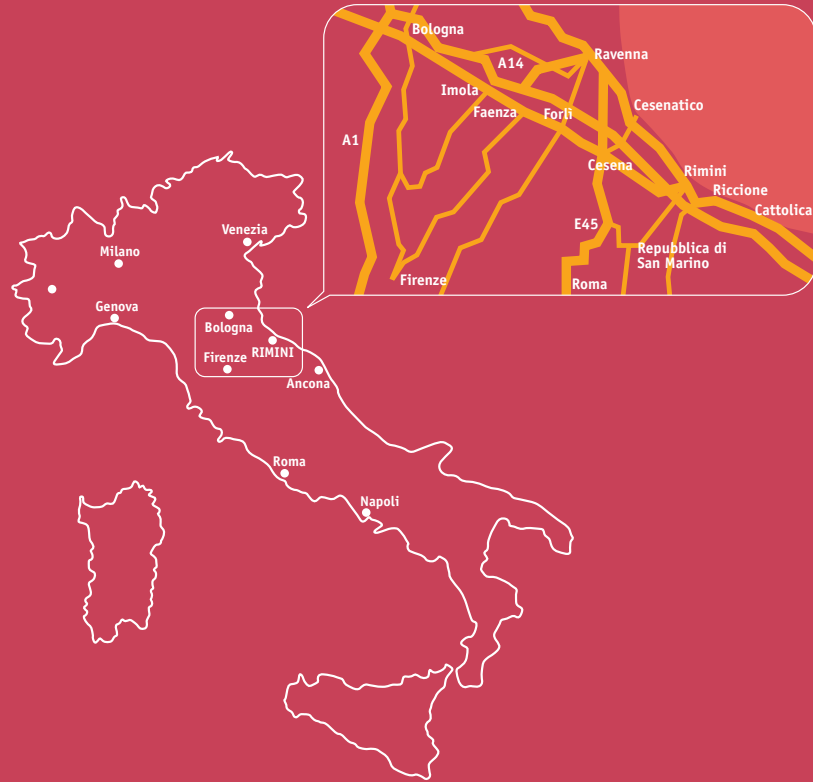 Bologna
Ravenna
A14
Imola
Cesenatico
Faenza
Forlì
A1
Cesena
Rimini
Riccione
Cattolica
E45
Repubblica di
San Marino
Firenze
Roma
Venezia
Milano
Genova
Bologna
RIMINI
Firenze
Ancona
Roma
Napoli